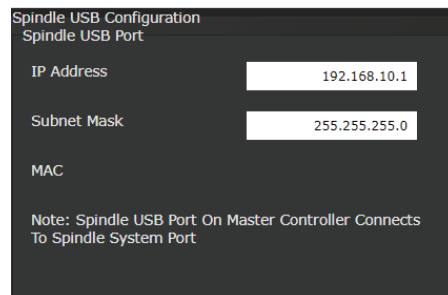 Spindle USB Configuration
Spindle USB Port
IP Address
192.168.10.1
Subnet Mask
255.255.255.0
MAC
Note: Spindle USB Port On Master Controller Connects
To Spindle System Port